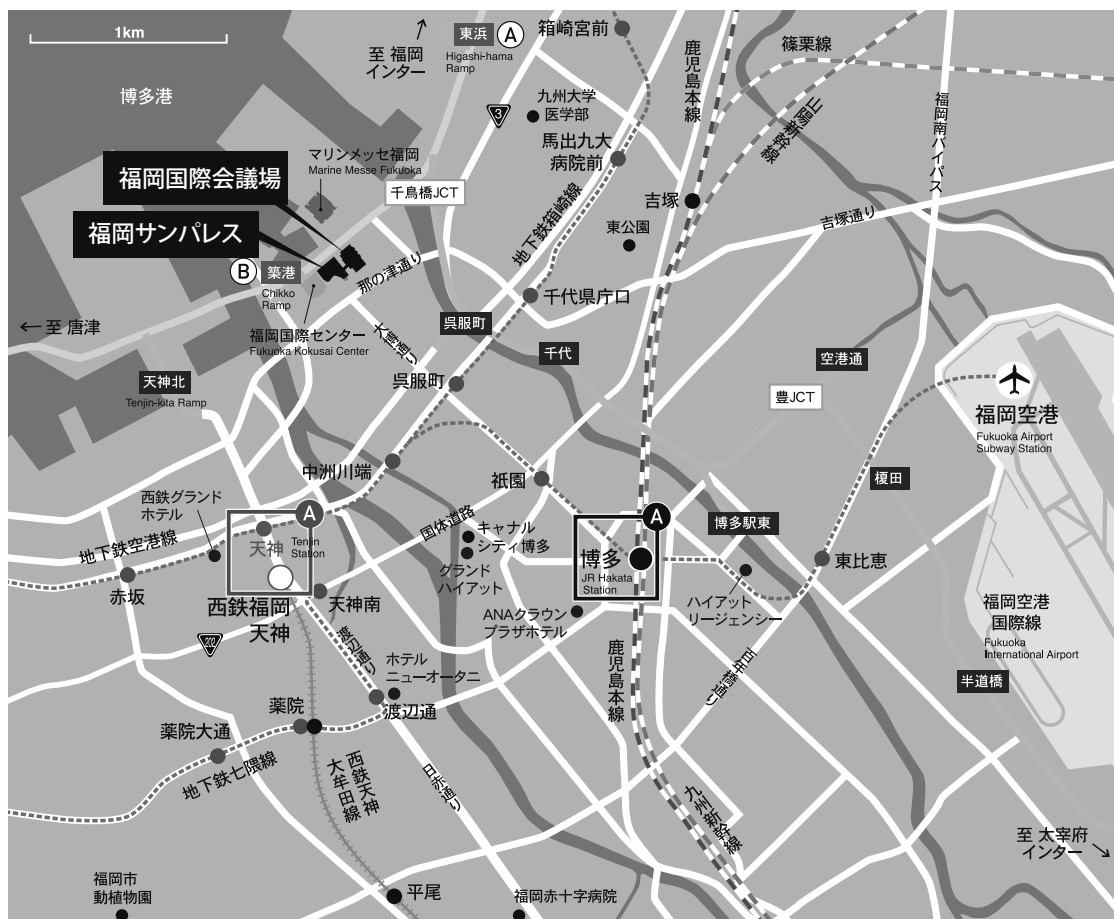 1km
東浜
A
Higashi-hama
Ramp
箱崎宮前
至 福岡
インター
鹿児島本線
篠栗線
山陽新幹線
福岡南バイパス
博多港
3
九州大学
医学部
馬出九大
病院前
マリンメッセ福岡
Marine Messe Fukuoka
福岡国際会議場
千鳥橋JCT
地下鉄箱崎線
吉塚
吉塚通り
福岡サンパレス
東公園
B
築港
Chikko
Ramp
那の津通り
千代県庁口
← 至 唐津
福岡国際センター
Fukuoka Kokusai Center
大博通り
呉服町
千代
空港通
天神北
Tenjin-kita Ramp
呉服町
豊JCT
福岡空港
Fukuoka Airport
Subway Station
中洲川端
祇園
榎田
西鉄グランド
ホテル
A
国体道路
キャナル
シティ博多
A
博多駅東
地下鉄空港線
天神
Tenjin
Station
グランド
ハイアット
博多
JR Hakata
Station
東比恵
赤坂
西鉄福岡
天神
天神南
ANAクラウン
プラザホテル
ハイアット
リージェンシー
福岡空港
国際線
Fukuoka
International Airport
202
渡辺通り
ホテル
ニューオータニ
鹿児島本線
百年橋通り
半道橋
薬院
渡辺通
薬院大通
地下鉄七隈線
西鉄天神
大牟田線
日赤通り
九州新幹線
至 太宰府
インター
福岡市
動植物園
平尾
福岡赤十字病院